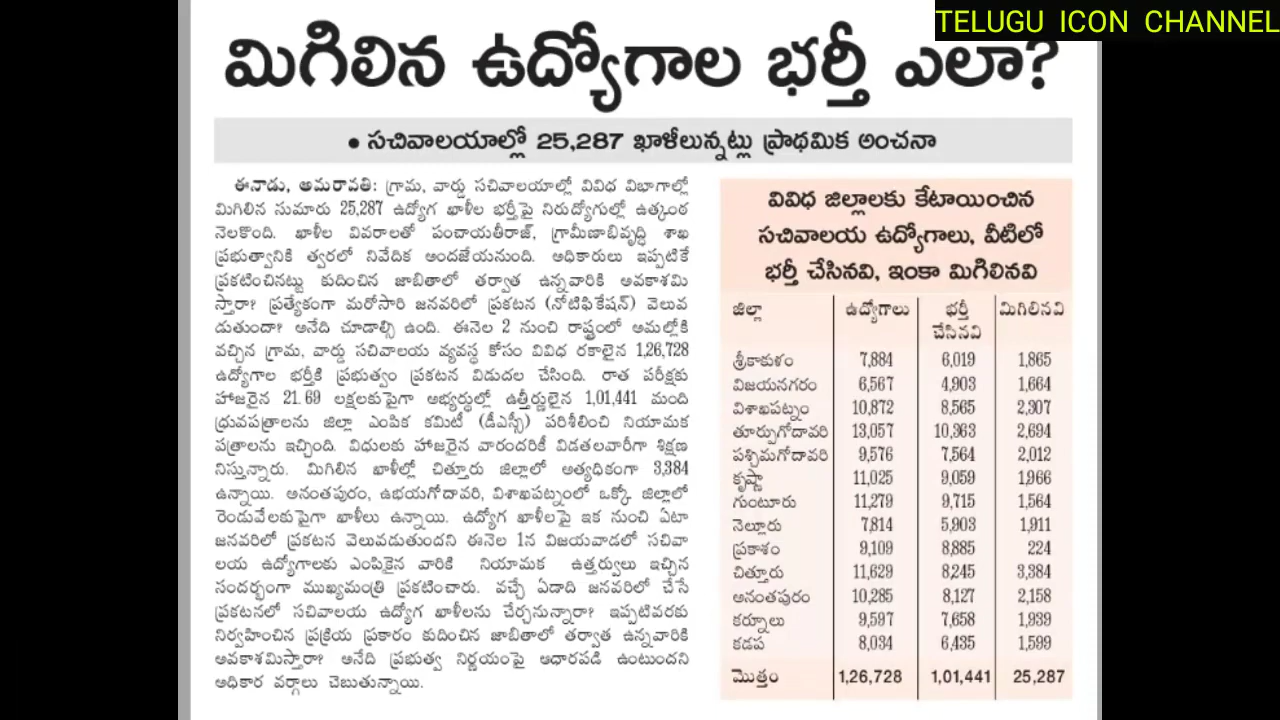 TELUGU ICON CHANNEL
మిగిలిన ఉద్యోగాల భర్తీ ఎలా?
• సచివాలయాల్లో 25,287 ఖాళీలున్నట్లు ప్రాథమిక అంచనా
ఈనాడు, అమరావతి: గ్రామ, వార్డు సచివాలయాల్లో వివిధ విభాగాల్లో
మిగిలిన సుమారు 25,287 ఉద్యోగ ఖాళీల భర్తీపై నిరుద్యోగుల్లో ఉత్కంఠ
నెలకొంది. ఖాళీల వివరాలతో పంచాయతీరాజ్, గ్రామీణాభివృద్ధి శాఖ
ప్రభుత్వానికి త్వరలో నివేదిక అందజేయనుంది. అధికారులు ఇప్పటికే
ప్రకటించినట్టు కుదించిన జాబితాలో తర్వాత ఉన్నవారికి అవకాశమి
స్తారా? ప్రత్యేకంగా మరోసారి జనవరిలో ప్రకటన (నోటిఫికేషన్) వెలువ
డుతుందా? అనేది చూడాల్సి ఉంది. ఈనెల 2 నుంచి రాష్ట్రంలో అమల్లోకి
వచ్చిన గ్రామ, వార్డు సచివాలయ వ్యవస్థ కోసం వివిధ రకాలైన 1,26,728
ఉద్యోగాల భర్తీకి ప్రభుత్వం ప్రకటన విడుదల చేసింది. రాత పరీక్షకు
హాజరైన 21.69 లక్షలకుపైగా అభ్యర్థుల్లో ఉత్తీర్ణులైన 1,01,441 మంది
ధ్రువపత్రాలను జిల్లా ఎంపిక కమిటీ (డీఎస్సీ) పరిశీలించి నియామక
పత్రాలను ఇచ్చింది. విధులకు హాజరైన వారందరికీ విడతలవారీగా శిక్షణ
నిస్తున్నారు. మిగిలిన ఖాళీల్లో చిత్తూరు జిల్లాలో అత్యధికంగా 3,384
ఉన్నాయి. అనంతపురం, ఉభయగోదావరి, విశాఖపట్నంలో ఒక్కో జిల్లాలో
రెండువేలకుపైగా ఖాళీలు ఉన్నాయి. ఉద్యోగ ఖాళీలపై ఇక నుంచి ఏటా
జనవరిలో ప్రకటన వెలువడుతుందని ఈనెల 1న విజయవాడలో సచివా
లయ ఉద్యోగాలకు ఎంపికైన వారికి నియామక ఉత్తర్వులు ఇచ్చిన
సందర్భంగా ముఖ్యమంత్రి ప్రకటించారు. వచ్చే ఏడాది జనవరిలో చేసే
ప్రకటనలో సచివాలయ ఉద్యోగ ఖాళీలను చేర్చనున్నారా? ఇప్పటివరకు
నిర్వహించిన ప్రక్రియ ప్రకారం కుదించిన జాబితాలో తర్వాత ఉన్నవారికి
అవకాశమిస్తారా? అనేది ప్రభుత్వ నిర్ణయంపై ఆధారపడి ఉంటుందని
అధికార వర్గాలు చెబుతున్నాయి.
వివిధ జిల్లాలకు కేటాయించిన
సచివాలయ ఉద్యోగాలు, వీటిలో
భర్తీ చేసినవి, ఇంకా మిగిలినవి
జిల్లా ఉద్యోగాలు భర్తీ మిగిలినవి
చేసినవి
శ్రీకాకుళం 7,884 6,019 1,865
విజయనగరం 6,567 4,903 1,664
విశాఖపట్నం 10,872 8,565 2,307
తూర్పుగోదావరి 13,057 10,363 2,694
పశ్చిమగోదావరి 9,576 7,564 2,012
కృష్ణా 11,025 9,059 1,966
గుంటూరు 11,279 9,715 1,564
నెల్లూరు 7,814 5,903 1,911
ప్రకాశం 9,109 8,885 224
చిత్తూరు 11,629 8,245 3,384
అనంతపురం 10,285 8,127 2,158
కర్నూలు 9,597 7,658 1,939
కడప 8,034 6,435 1,599
మొత్తం 1,26,728 1,01,441 25,287